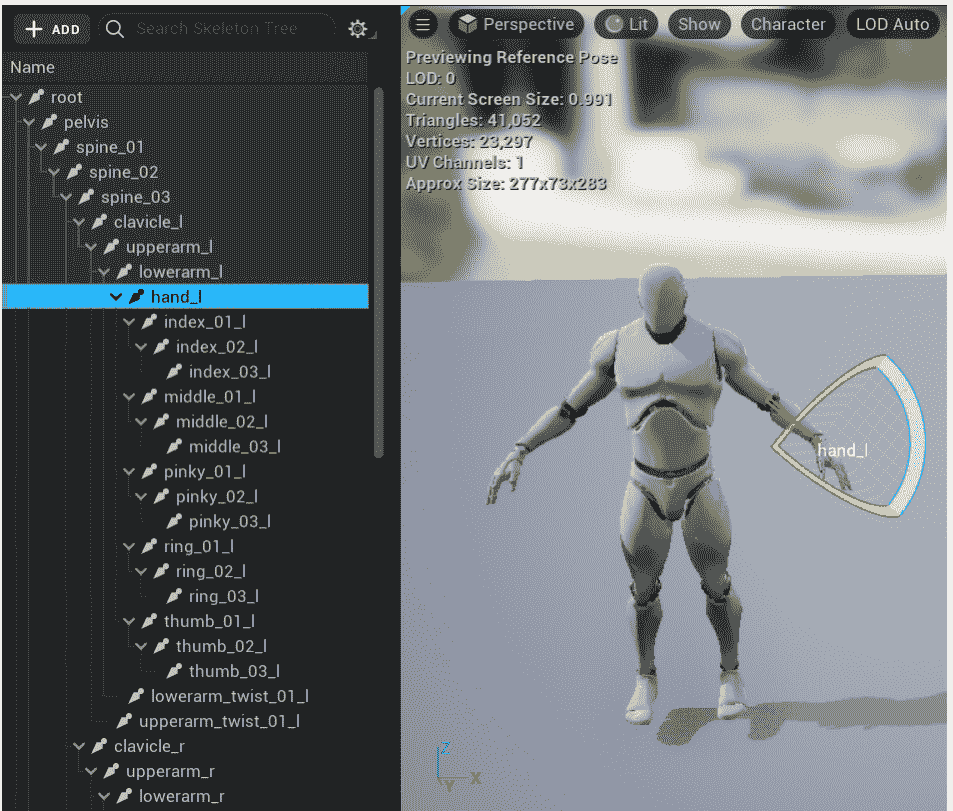 + ADD
Search Skeleton Tree
Name
root
pelvis
spine_01
spine_02
spine_03
clavicle_l
upperarm_l
lowerarm_l
hand_l
index_01_l
index_02_l
index_03_l
middle_01_l
middle_02_l
middle_03_l
pinky_01_l
pinky_02_l
pinky_03_l
ring_01_l
ring_02_l
ring_03_l
thumb_01_l
thumb_02_l
thumb_03_l
lowerarm_twist_01_l
upperarm_twist_01_l
clavicle_r
upperarm_r
lowerarm_r
Perspective Lit Show Character LOD Auto
Previewing Reference Pose
LOD: 0
Current Screen Size: 0.991
Triangles: 41,052
Vertices: 23,297
UV Channels: 1
Approx Size: 277x73x283
hand_l
Z
Y X